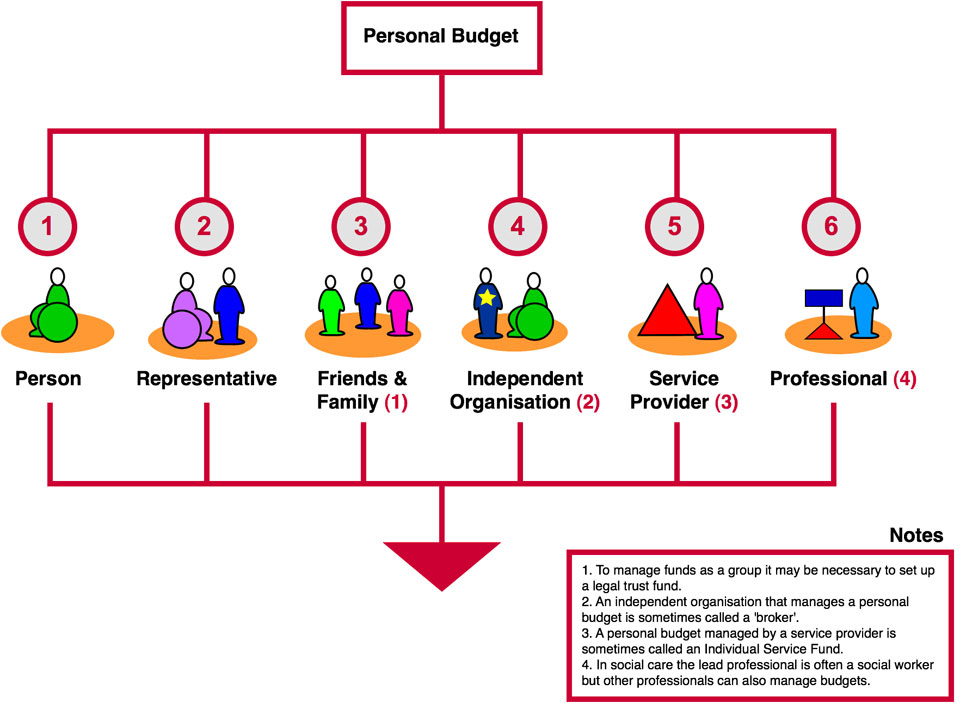 Personal Budget
1
2
3
4
5
6
Person
Representative
Friends &
Family (1)
Independent
Organisation (2)
Service
Provider (3)
Professional (4)
Notes
1. To manage funds as a group it may be necessary to set up
a legal trust fund.
2. An independent organisation that manages a personal
budget is sometimes called a 'broker'.
3. A personal budget managed by a service provider is
sometimes called an Individual Service Fund.
4. In social care the lead professional is often a social worker
but other professionals can also manage budgets.